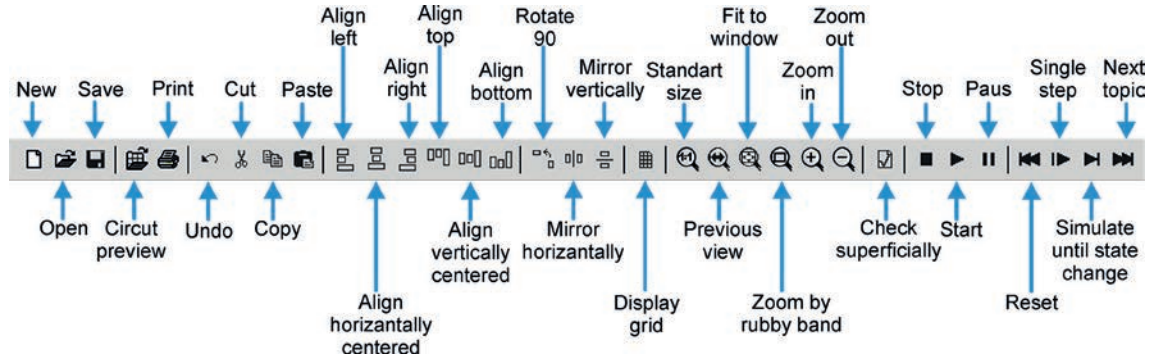 Align
left
Align
top
Rotate
90
Fit to
window
Zoom
out
Align
right
Align
bottom
Mirror
vertically
Standart
size
Zoom
in
Single
step
Next
topic
New
Save
Print
Cut
Paste
Stop
Paus
1:1
Open
Circut
preview
Undo
Copy
Align
vertically
centered
Mirror
horizantally
Previous
view
Check
superficially
Start
Simulate
until state
change
Align
horizantally
centered
Display
grid
Zoom by
rubby band
Reset